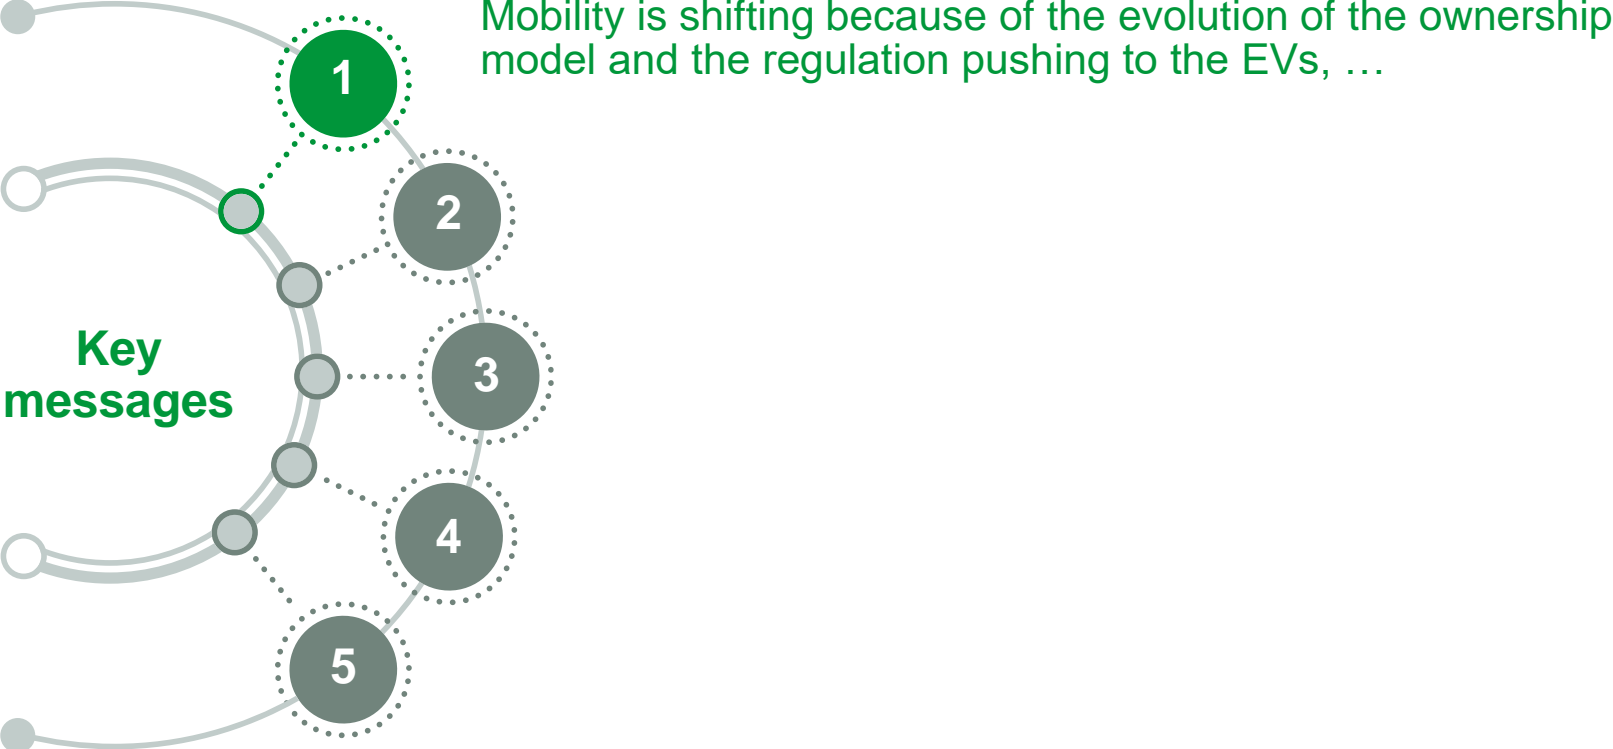 Mobility is shifting because of the evolution of the ownership
model and the regulation pushing to the EVs, …
1
2
3
Key
messages
4
5